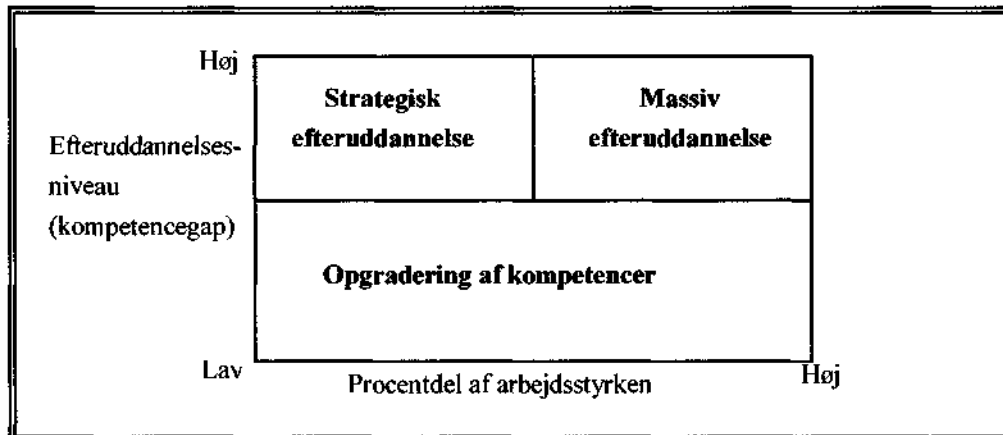 Høj
Strategisk
efteruddannelse
Massiv
efteruddannelse
Efteruddannelses-
niveau
(kompetencegap)
Opgradering af kompetencer
Lav
Procentdel af arbejdsstyrken
Høj